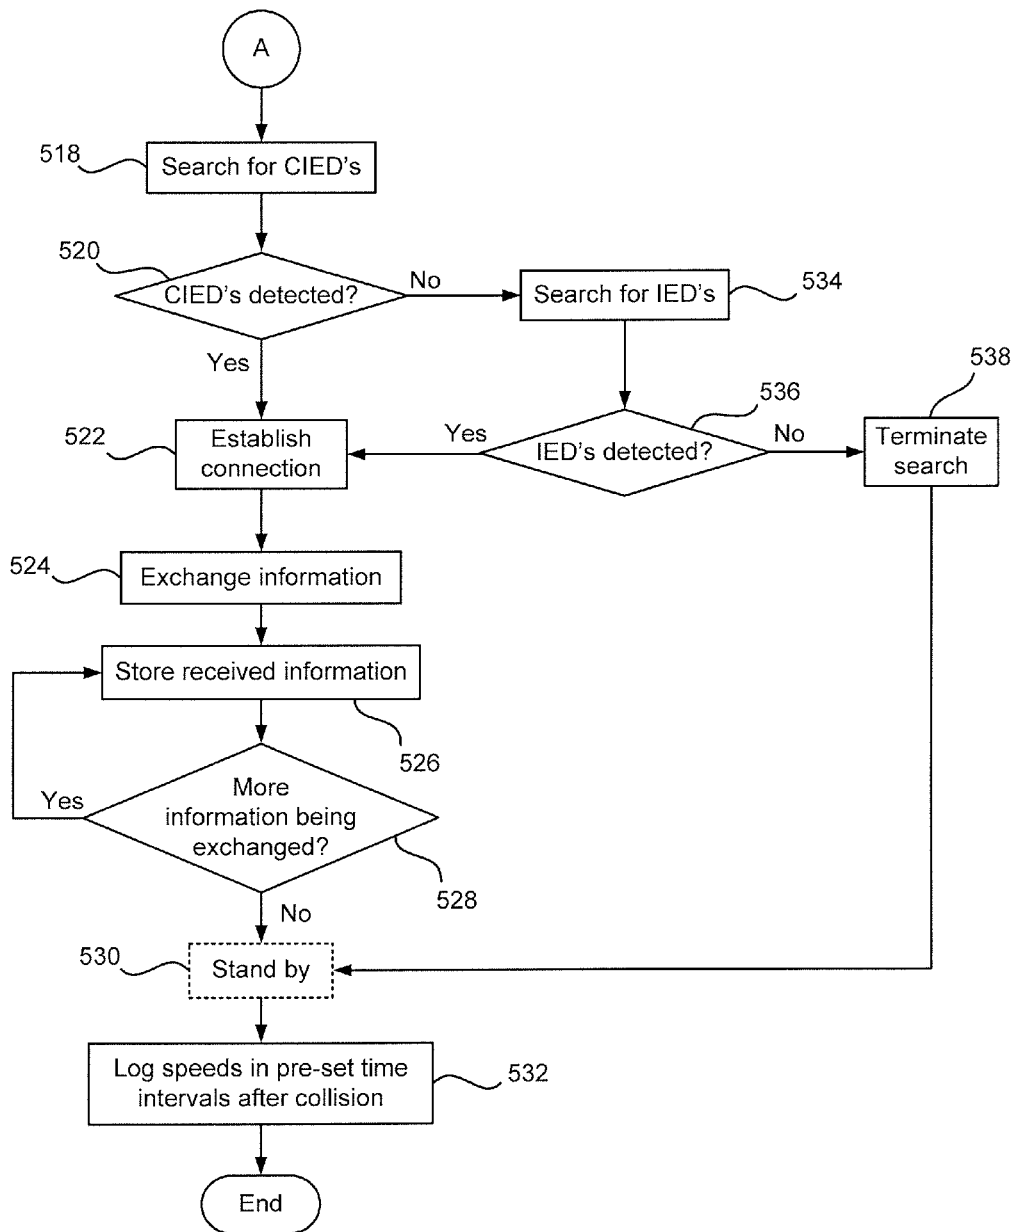 A
518
Search for CIED's
520
CIED's detected?
No
Search for IED's
534
Yes
538
536
522
Establish
connection
Yes
IED's detected?
No
Terminate
search
524
Exchange information
Store received information
526
Yes
More
information being
exchanged?
528
No
530
Stand by
Log speeds in pre-set time
intervals after collision
532
End